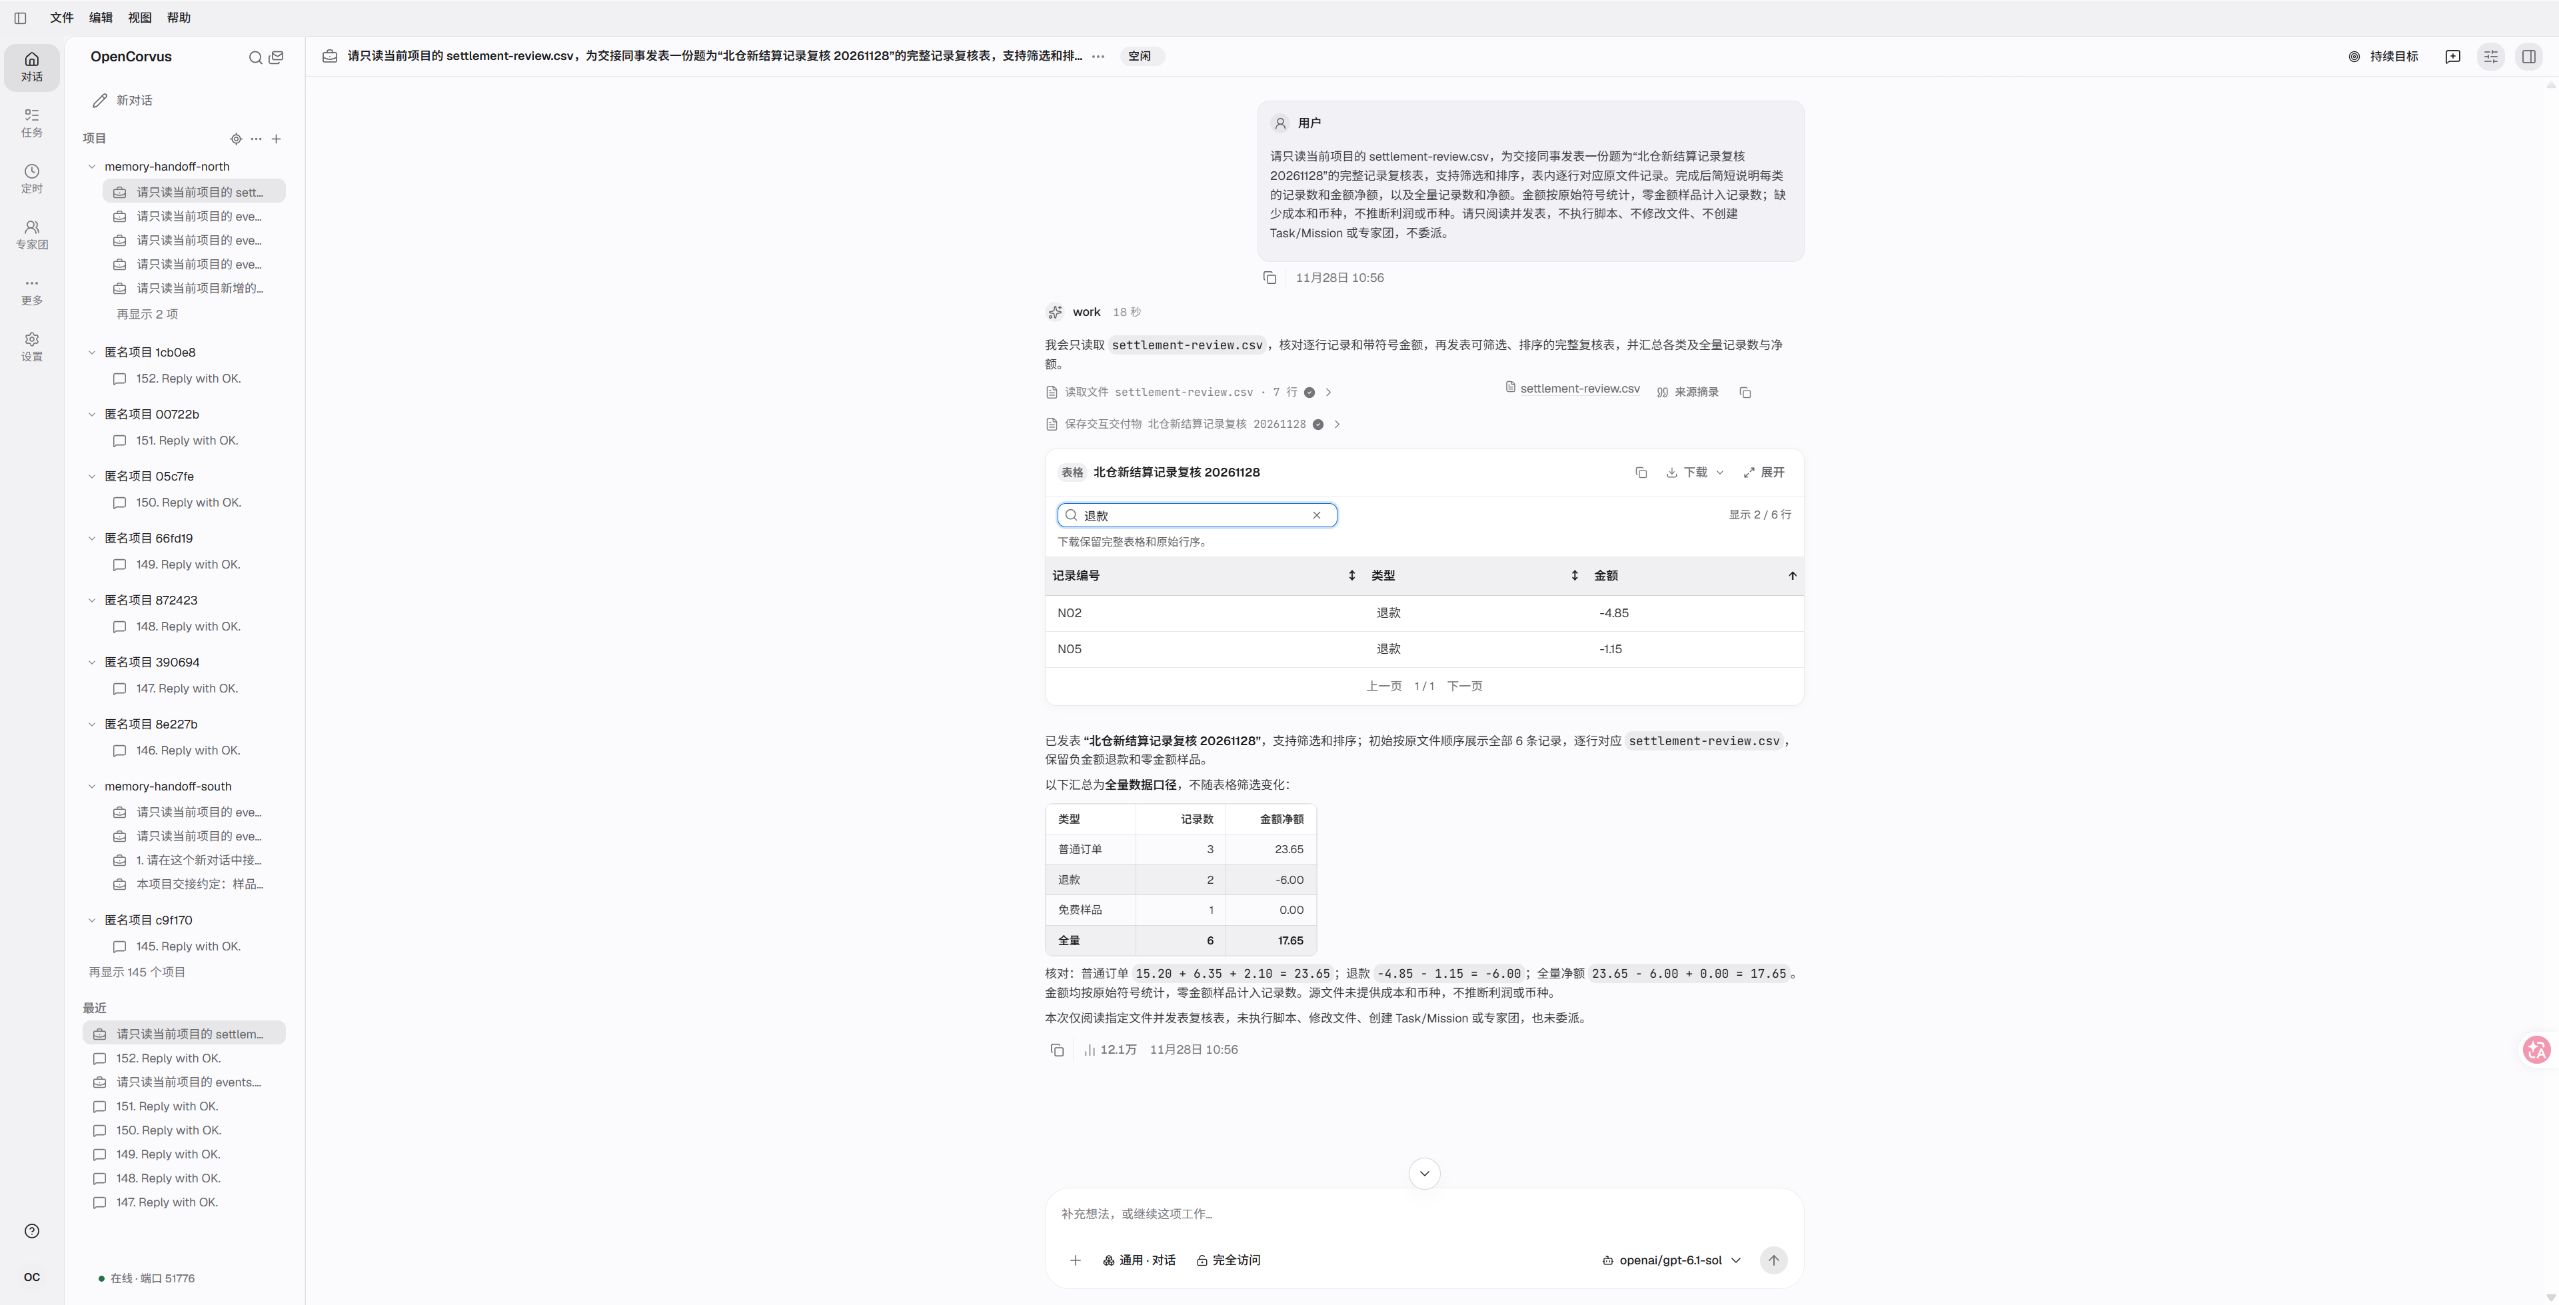 文件 编辑 视图 帮助
对话
任务
定时
专家团
更多
设置
OC
OpenCorvus
新对话
项目
memory-handoff-north
请只读当前项目的 sett...
请只读当前项目的 eve...
请只读当前项目的 eve...
请只读当前项目的 eve...
请只读当前项目新增的...
再显示 2 项
匿名项目 1cb0e8
152. Reply with OK.
匿名项目 00722b
151. Reply with OK.
匿名项目 05c7fe
150. Reply with OK.
匿名项目 66fd19
149. Reply with OK.
匿名项目 872423
148. Reply with OK.
匿名项目 390694
147. Reply with OK.
匿名项目 8e227b
146. Reply with OK.
memory-handoff-south
请只读当前项目的 eve...
请只读当前项目的 eve...
1. 请在这个新对话中接...
本项目交接约定：样品...
匿名项目 c9f170
145. Reply with OK.
再显示 145 个项目
最近
请只读当前项目的 settlem...
152. Reply with OK.
请只读当前项目的 events....
151. Reply with OK.
150. Reply with OK.
149. Reply with OK.
148. Reply with OK.
147. Reply with OK.
在线 · 端口 51776
请只读当前项目的 settlement-review.csv，为交接同事发表一份题为“北仓新结算记录复核 20261128”的完整记录复核表，支持筛选和排... 空闲 持续目标
用户
请只读当前项目的 settlement-review.csv，为交接同事发表一份题为“北仓新结算记录复核
20261128”的完整记录复核表，支持筛选和排序，表内逐行对应原文件记录。完成后简短说明每类
的记录数和金额净额，以及全量记录数和净额。金额按原始符号统计，零金额样品计入记录数；缺
少成本和币种，不推断利润或币种。请只阅读并发表，不执行脚本、不修改文件、不创建
Task/Mission 或专家团，不委派。
11月28日 10:56
work 18 秒
我会只读取 settlement-review.csv，核对逐行记录和带符号金额，再发表可筛选、排序的完整复核表，并汇总各类及全量记录数与净
额。
读取文件 settlement-review.csv · 7 行 settlement-review.csv 来源摘录
保存交互交付物 北仓新结算记录复核 20261128
表格 北仓新结算记录复核 20261128 下载 展开
退款 显示 2 / 6 行
下载保留完整表格和原始行序。
记录编号 类型 金额
N02 退款 -4.85
N05 退款 -1.15
上一页 1 / 1 下一页
已发表 “北仓新结算记录复核 20261128”，支持筛选和排序；初始按原文件顺序展示全部 6 条记录，逐行对应 settlement-review.csv，
保留负金额退款和零金额样品。
以下汇总为全量数据口径，不随表格筛选变化：
类型 记录数 金额净额
普通订单 3 23.65
退款 2 -6.00
免费样品 1 0.00
全量 6 17.65
核对：普通订单 15.20 + 6.35 + 2.10 = 23.65；退款 -4.85 - 1.15 = -6.00；全量净额 23.65 - 6.00 + 0.00 = 17.65。
金额均按原始符号统计，零金额样品计入记录数。源文件未提供成本和币种，不推断利润或币种。
本次仅阅读指定文件并发表复核表，未执行脚本、修改文件、创建 Task/Mission 或专家团，也未委派。
12.1万 11月28日 10:56
补充想法，或继续这项工作...
通用 · 对话 完全访问 openai/gpt-6.1-sol